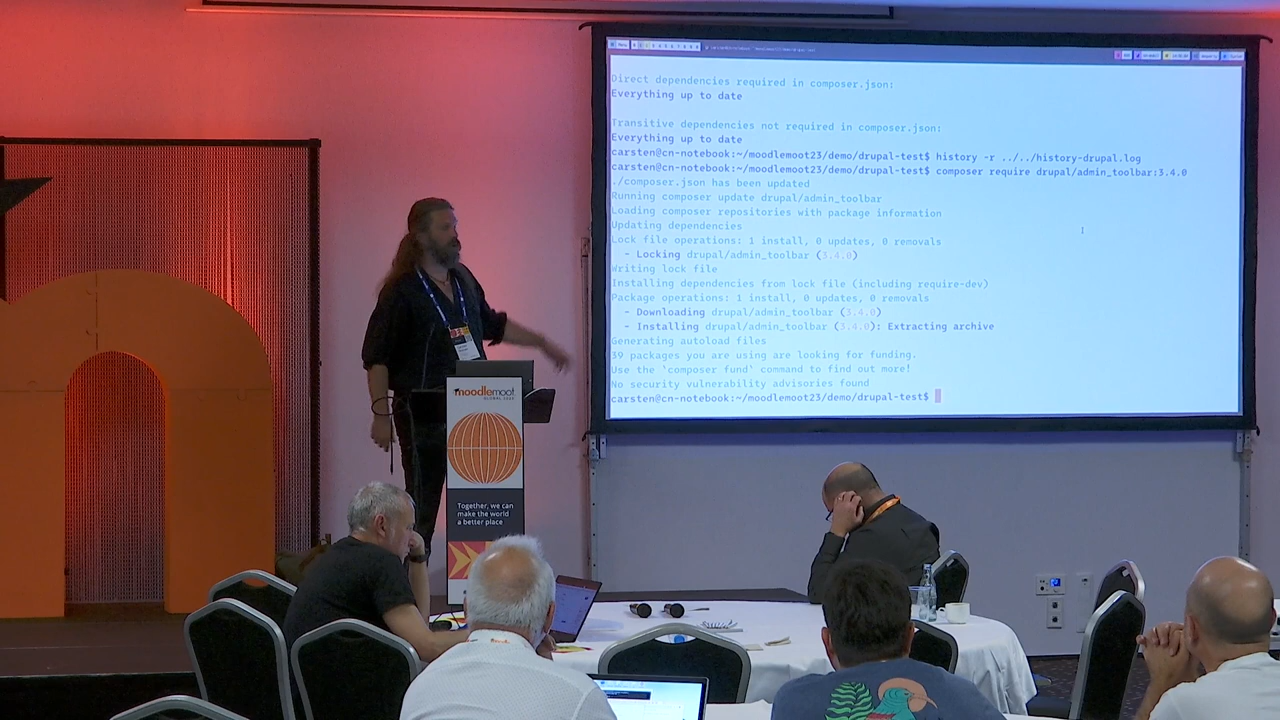 Direct dependencies required in composer.json:
Everything up to date
Transitive dependencies not required in composer.json:
Everything up to date
carsten@cn-notebook:~/moodlemoot23/demo/drupal-test$ history -r ../../history-drupal.log
carsten@cn-notebook:~/moodlemoot23/demo/drupal-test$ composer require drupal/admin_toolbar:3.4.0
./composer.json has been updated
Running composer update drupal/admin_toolbar
Loading composer repositories with package information
Updating dependencies
Lock file operations: 1 install, 0 updates, 0 removals
- Locking drupal/admin_toolbar (3.4.0)
Writing lock file
Installing dependencies from lock file (including require-dev)
Package operations: 1 install, 0 updates, 0 removals
- Downloading drupal/admin_toolbar (3.4.0)
- Installing drupal/admin_toolbar (3.4.0): Extracting archive
Generating autoload files
39 packages you are using are looking for funding.
Use the `composer fund` command to find out more!
No security vulnerability advisories found
carsten@cn-notebook:~/moodlemoot23/demo/drupal-test$
moodlemoot
Together, we can
make the world
a better place